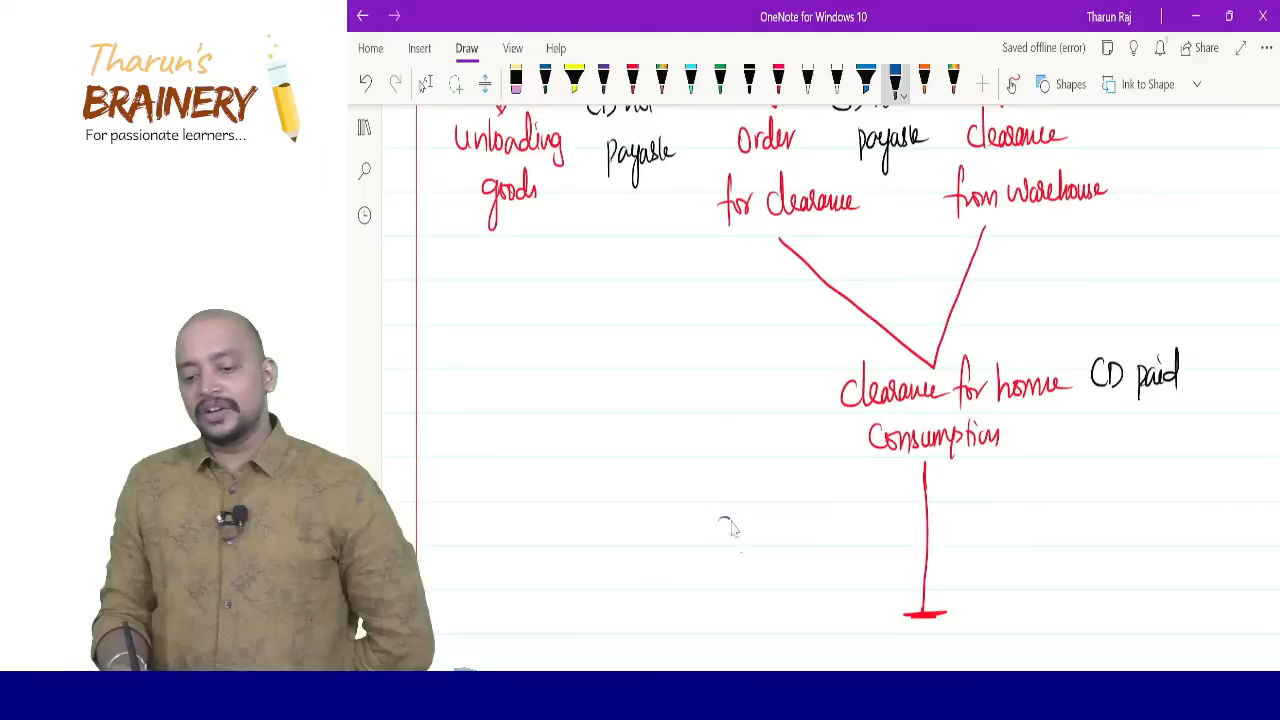 Tharun's
BRAINERY
For passionate learners...
OneNote for Windows 10
Tharun Raj
Home Insert Draw View Help
Saved offline (error)
Share
Shapes
Ink to Shape
unloading
goods
payable
order
for clearance
payable
clearance
from warehouse
clearance for home
consumption
CD paid